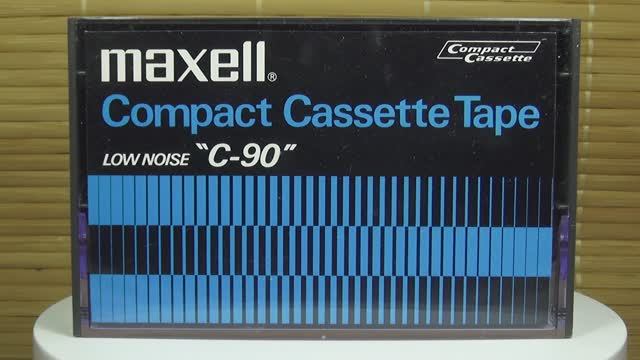 maxell®
Compact Cassette
Compact Cassette Tape
LOW NOISE "C-90"